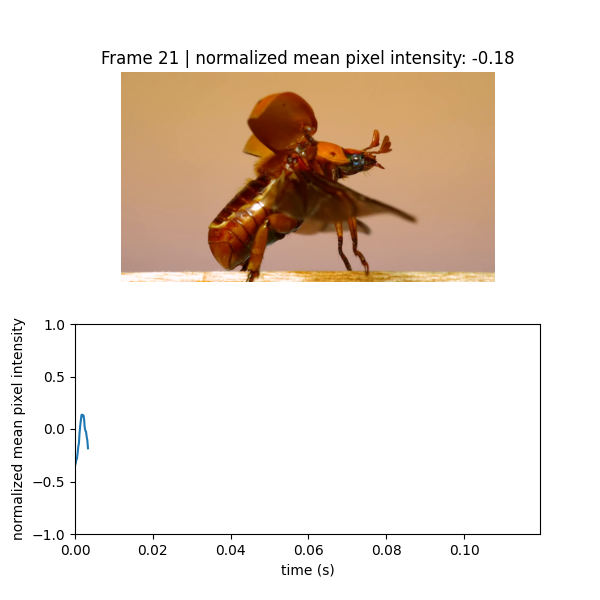 Frame 21 | normalized mean pixel intensity: -0.18
normalized mean pixel intensity
1.0
0.5
0.0
−0.5
−1.0
0.00 0.02 0.04 0.06 0.08 0.10
time (s)